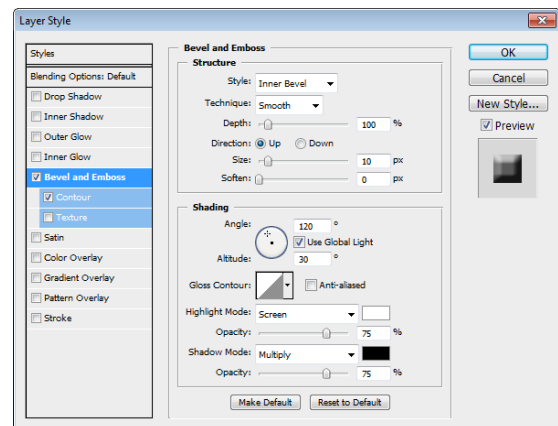 Layer Style
Styles
Blending Options: Default
Drop Shadow
Inner Shadow
Outer Glow
Inner Glow
Bevel and Emboss
Contour
Texture
Satin
Color Overlay
Gradient Overlay
Pattern Overlay
Stroke
Bevel and Emboss
Structure
Style: Inner Bevel
Technique: Smooth
Depth: 100 %
Direction: Up Down
Size: 10 px
Soften: 0 px
Shading
Angle: 120 °
Use Global Light
Altitude: 30 °
Gloss Contour: Anti-aliased
Highlight Mode: Screen
Opacity: 75 %
Shadow Mode: Multiply
Opacity: 75 %
Make Default Reset to Default
OK
Cancel
New Style...
Preview